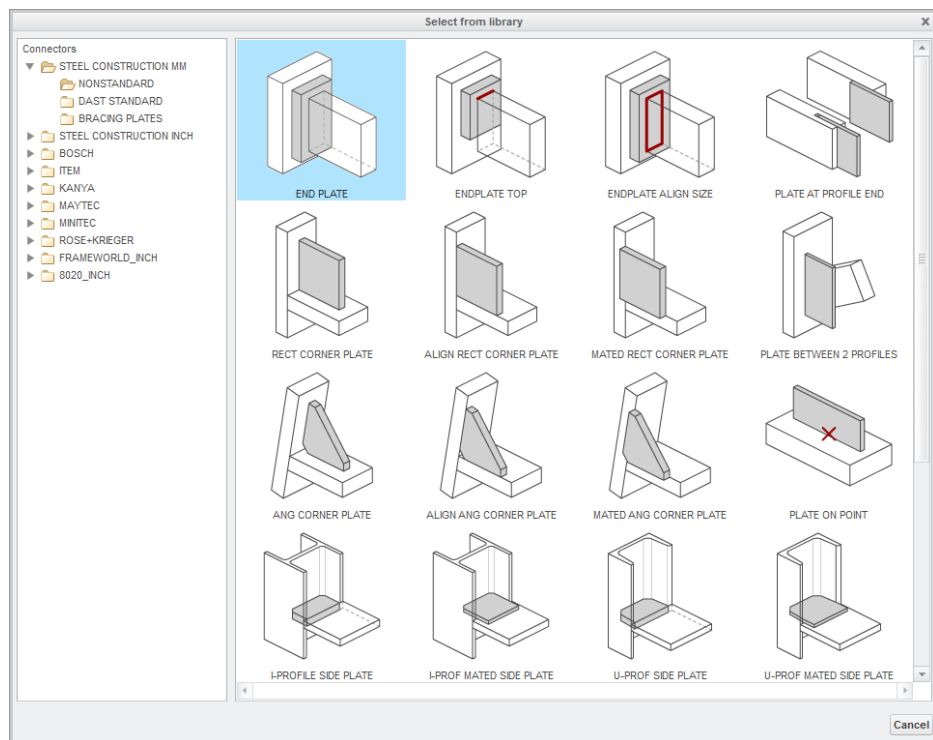 Select from library
Connectors
STEEL CONSTRUCTION MM
NONSTANDARD
DAST STANDARD
BRACING PLATES
STEEL CONSTRUCTION INCH
BOSCH
ITEM
KANYA
MAYTEC
MINITEC
ROSE+KRIEGER
FRAMEWORLD_INCH
8020_INCH
END PLATE
ENDPLATE TOP
ENDPLATE ALIGN SIZE
PLATE AT PROFILE END
RECT CORNER PLATE
ALIGN RECT CORNER PLATE
MATED RECT CORNER PLATE
PLATE BETWEEN 2 PROFILES
ANG CORNER PLATE
ALIGN ANG CORNER PLATE
MATED ANG CORNER PLATE
PLATE ON POINT
I-PROFILE SIDE PLATE
I-PROF MATED SIDE PLATE
U-PROF SIDE PLATE
U-PROF MATED SIDE PLATE
Cancel